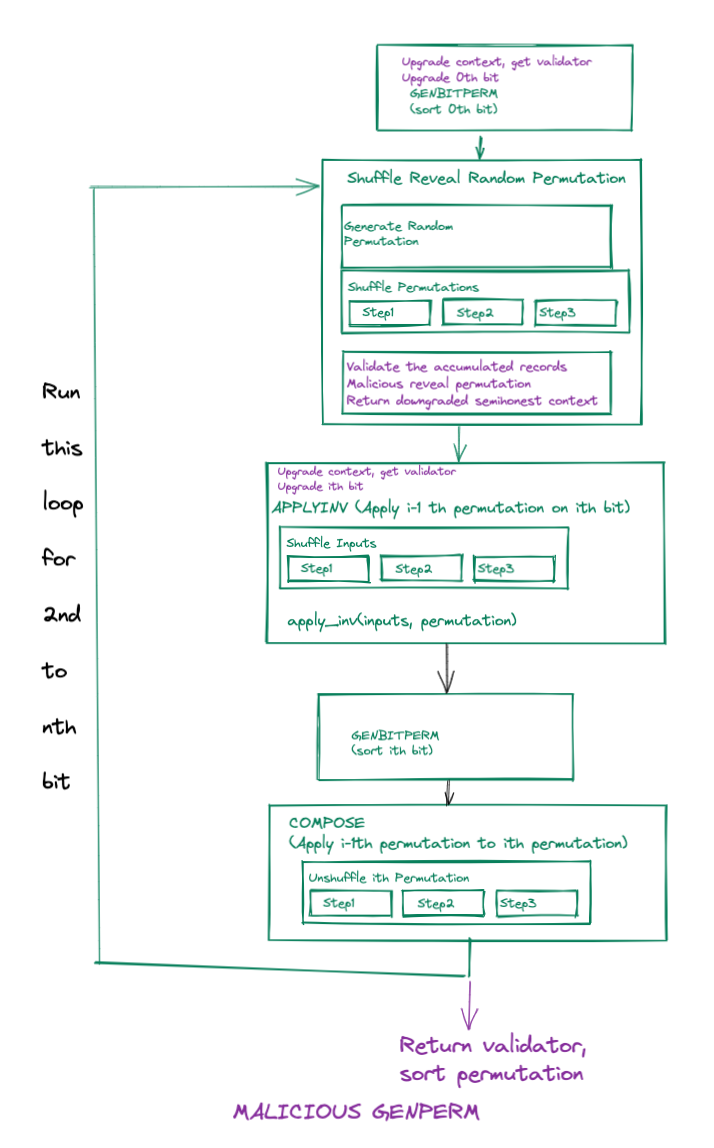 Upgrade context, get validator
Upgrade 0th bit
GENBITPERM
(sort 0th bit)
Shuffle Reveal Random Permutation
Generate Random
Permutation
Shuffle Permutations
Step1
Step2
Step3
Validate the accumulated records
Malicious reveal permutation
Return downgraded semihonest context
Run
this
loop
for
2nd
to
nth
bit
Upgrade context, get validator
Upgrade ith bit
APPLYINV (Apply i-1 th permutation on ith bit)
Shuffle Inputs
Step1
Step2
Step3
apply_inv(inputs, permutation)
GENBITPERM
(sort ith bit)
COMPOSE
(Apply i-1th permutation to ith permutation)
Unshuffle ith Permutation
Step1
Step2
Step3
Return validator,
sort permutation
MALICIOUS GENPERM